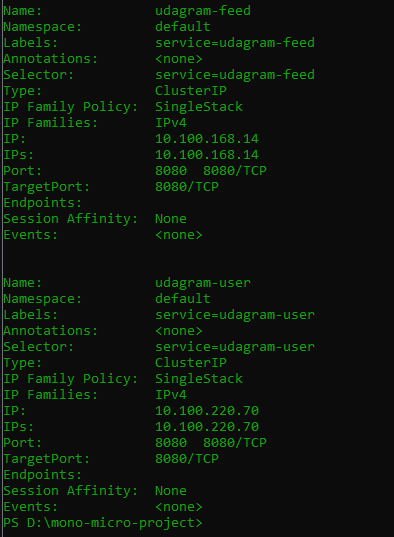 Name:              udagram-feed
Namespace:         default
Labels:            service=udagram-feed
Annotations:       <none>
Selector:          service=udagram-feed
Type:              ClusterIP
IP Family Policy:  SingleStack
IP Families:       IPv4
IP:                10.100.168.14
IPs:               10.100.168.14
Port:              8080  8080/TCP
TargetPort:        8080/TCP
Endpoints:
Session Affinity:  None
Events:            <none>
Name:              udagram-user
Namespace:         default
Labels:            service=udagram-user
Annotations:       <none>
Selector:          service=udagram-user
Type:              ClusterIP
IP Family Policy:  SingleStack
IP Families:       IPv4
IP:                10.100.220.70
IPs:               10.100.220.70
Port:              8080  8080/TCP
TargetPort:        8080/TCP
Endpoints:
Session Affinity:  None
Events:            <none>
PS D:\mono-micro-project>